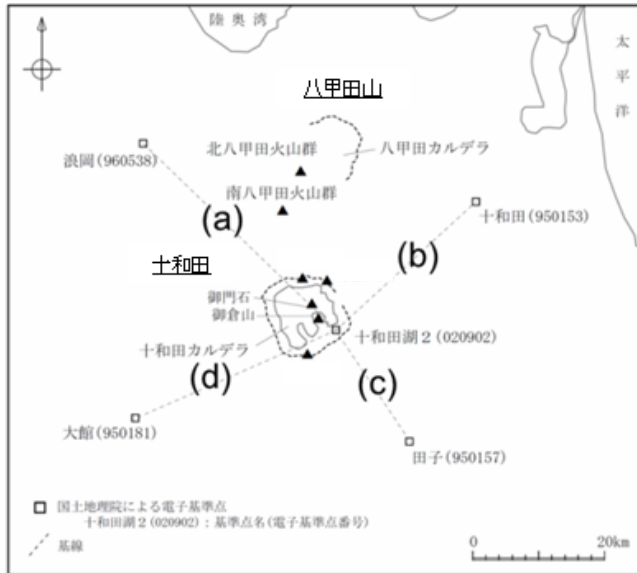 陸奥湾
太平洋
八甲田山
北八甲田火山群
八甲田カルデラ
浪岡(960538)
南八甲田火山群
十和田(950153)
(a)
(b)
十和田
御門石
御倉山
十和田湖2(020902)
十和田カルデラ
(d)
(c)
大館(950181)
田子(950157)
国土地理院による電子基準点
十和田湖2(020902):基準点名(電子基準点番号)
基線
0
20km